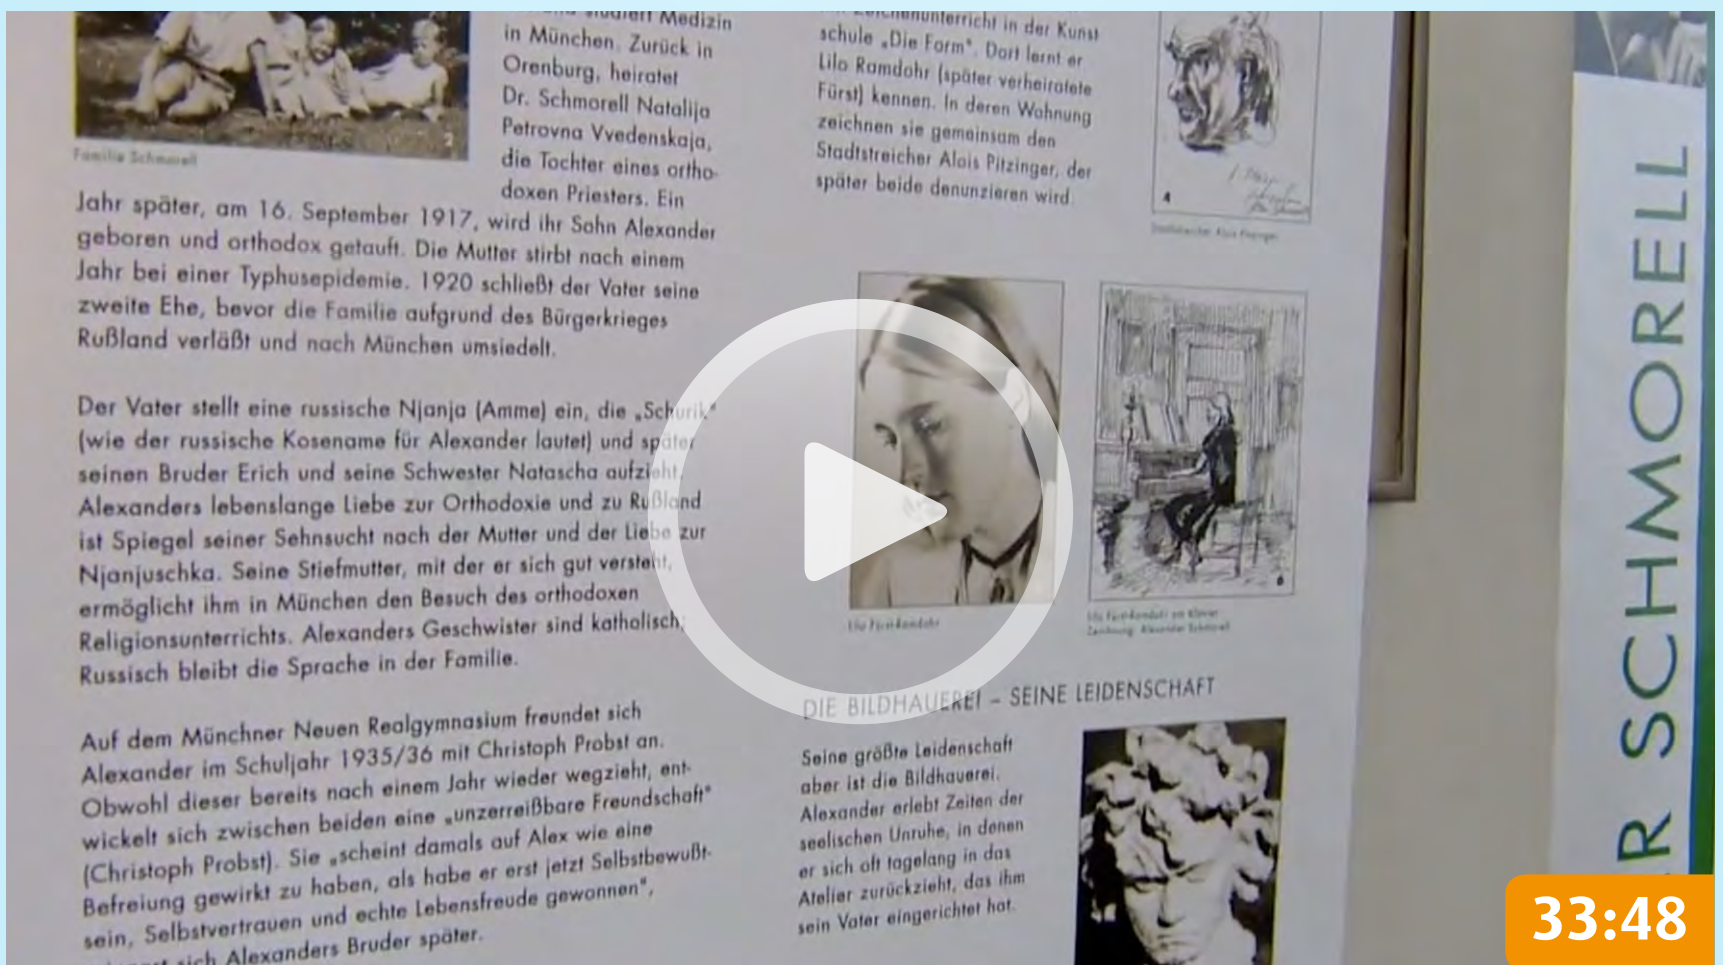 studiert Medizin
in München. Zurück in
Orenburg, heiratet
Dr. Schmorell Natalija
Petrovna Vvedenskaja,
die Tochter eines ortho-
doxen Priesters. Ein
Familie Schmorell
2
Jahr später, am 16. September 1917, wird ihr Sohn Alexander
geboren und orthodox getauft. Die Mutter stirbt nach einem
Jahr bei einer Typhusepidemie. 1920 schließt der Vater seine
zweite Ehe, bevor die Familie aufgrund des Bürgerkrieges
Rußland verläßt und nach München umsiedelt.
Der Vater stellt eine russische Njanja (Amme) ein, die „Schurik"
(wie der russische Kosename für Alexander lautet) und später
seinen Bruder Erich und seine Schwester Natascha aufzieht.
Alexanders lebenslange Liebe zur Orthodoxie und zu Rußland
ist Spiegel seiner Sehnsucht nach der Mutter und der Liebe zur
Njanjuschka. Seine Stiefmutter, mit der er sich gut versteht,
ermöglicht ihm in München den Besuch des orthodoxen
Religionsunterrichts. Alexanders Geschwister sind katholisch;
Russisch bleibt die Sprache in der Familie.
Auf dem Münchner Neuen Realgymnasium freundet sich
Alexander im Schuljahr 1935/36 mit Christoph Probst an.
Obwohl dieser bereits nach einem Jahr wieder wegzieht, ent-
wickelt sich zwischen beiden eine „unzerreißbare Freundschaft"
(Christoph Probst). Sie „scheint damals auf Alex wie eine
Befreiung gewirkt zu haben, als habe er erst jetzt Selbstbewußt-
sein, Selbstvertrauen und echte Lebensfreude gewonnen",
sich Alexanders Bruder später.
Zeichenunterricht in der Kunst
schule „Die Form". Dort lernt er
Lilo Ramdohr (später verheiratete
Fürst) kennen. In deren Wohnung
zeichnen sie gemeinsam den
Stadtstreicher Alois Pitzinger, der
später beide denunzieren wird.
4
Stadtstreicher Alois Pitzinger
Lilo Fürst-Ramdohr
6
Lilo Fürst-Ramdohr am Klavier
Zeichnung: Alexander Schmorell
DIE BILDHAUEREI – SEINE LEIDENSCHAFT
Seine größte Leidenschaft
aber ist die Bildhauerei.
Alexander erlebt Zeiten der
seelischen Unruhe, in denen
er sich oft tagelang in das
Atelier zurückzieht, das ihm
sein Vater eingerichtet hat.
R SCHMORELL
33:48